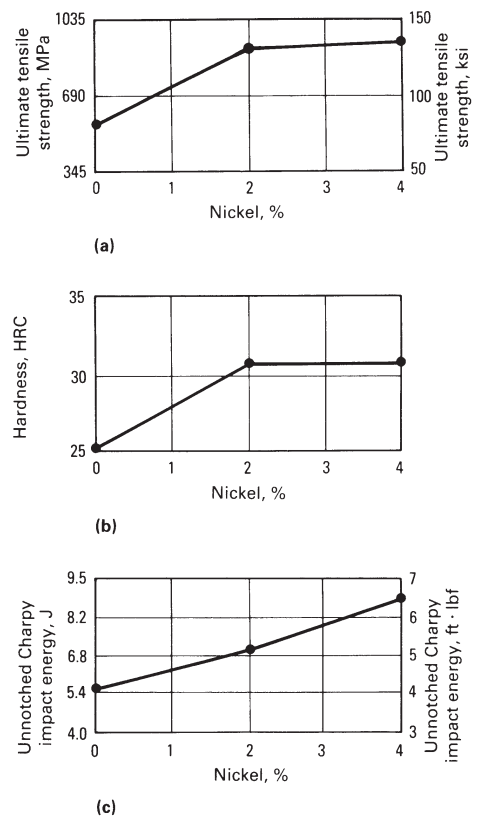 1035
690
345
Ultimate tensile
strength, MPa
150
100
50
Ultimate tensile
strength, ksi
0 1 2 3 4
Nickel, %
(a)
35
30
25
Hardness, HRC
0 1 2 3 4
Nickel, %
(b)
9.5
8.2
6.8
5.4
4.0
Unnotched Charpy
impact energy, J
7
6
5
4
3
Unnotched Charpy
impact energy, ft · lbf
0 1 2 3 4
Nickel, %
(c)